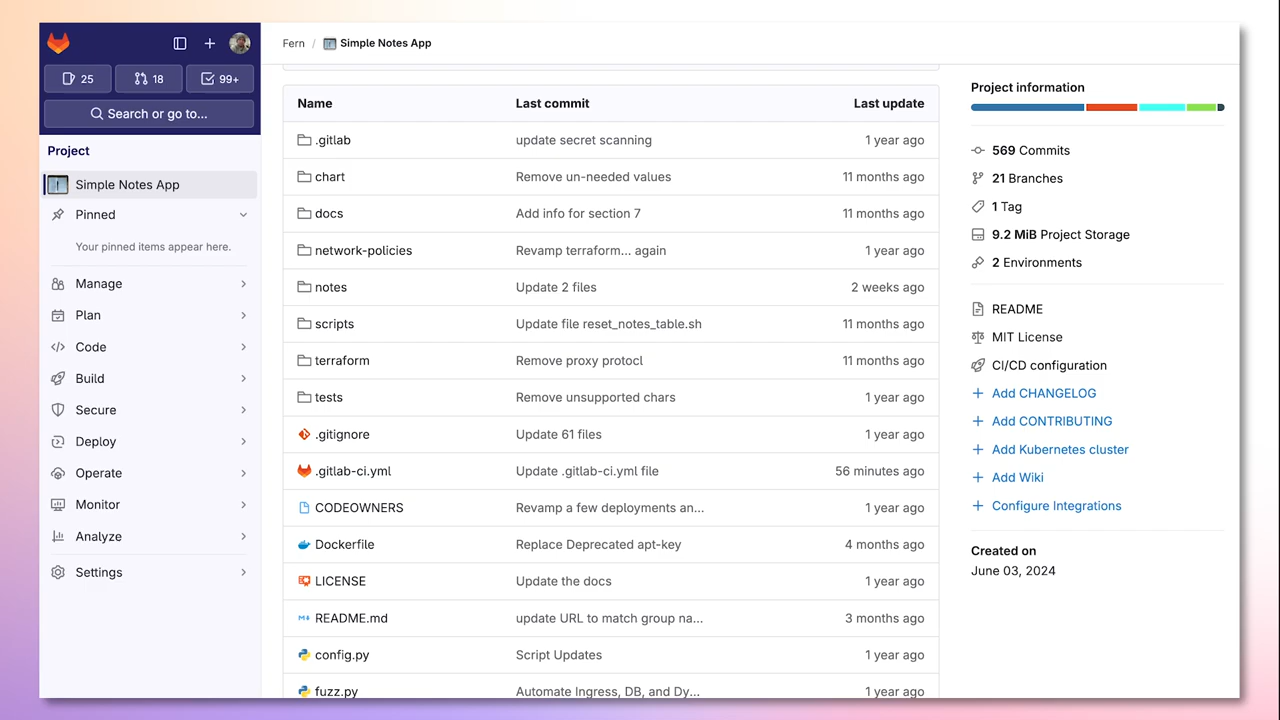 Fern / Simple Notes App
25 18 99+
Search or go to...
Project
Simple Notes App
Pinned
Your pinned items appear here.
Manage
Plan
Code
Build
Secure
Deploy
Operate
Monitor
Analyze
Settings
Name Last commit Last update
.gitlab update secret scanning 1 year ago
chart Remove un-needed values 11 months ago
docs Add info for section 7 11 months ago
network-policies Revamp terraform... again 1 year ago
notes Update 2 files 2 weeks ago
scripts Update file reset_notes_table.sh 11 months ago
terraform Remove proxy protocl 11 months ago
tests Remove unsupported chars 1 year ago
.gitignore Update 61 files 1 year ago
.gitlab-ci.yml Update .gitlab-ci.yml file 56 minutes ago
CODEOWNERS Revamp a few deployments an... 1 year ago
Dockerfile Replace Deprecated apt-key 4 months ago
LICENSE Update the docs 1 year ago
README.md update URL to match group na... 3 months ago
config.py Script Updates 1 year ago
fuzz.py Automate Ingress, DB, and Dy... 1 year ago
Project information
569 Commits
21 Branches
1 Tag
9.2 MiB Project Storage
2 Environments
README
MIT License
CI/CD configuration
Add CHANGELOG
Add CONTRIBUTING
Add Kubernetes cluster
Add Wiki
Configure Integrations
Created on
June 03, 2024